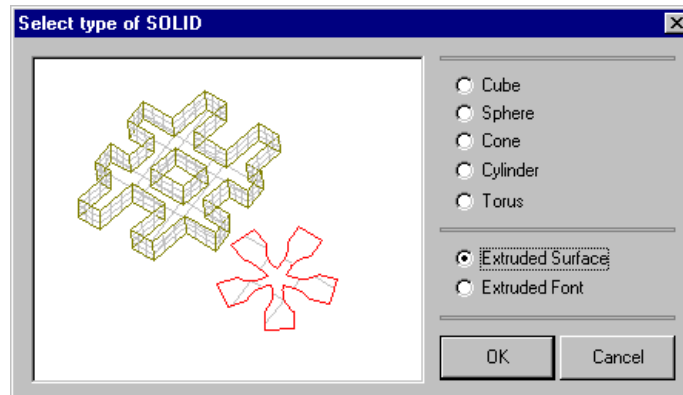 Select type of SOLID
Cube
Sphere
Cone
Cylinder
Torus
Extruded Surface
Extruded Font
OK
Cancel